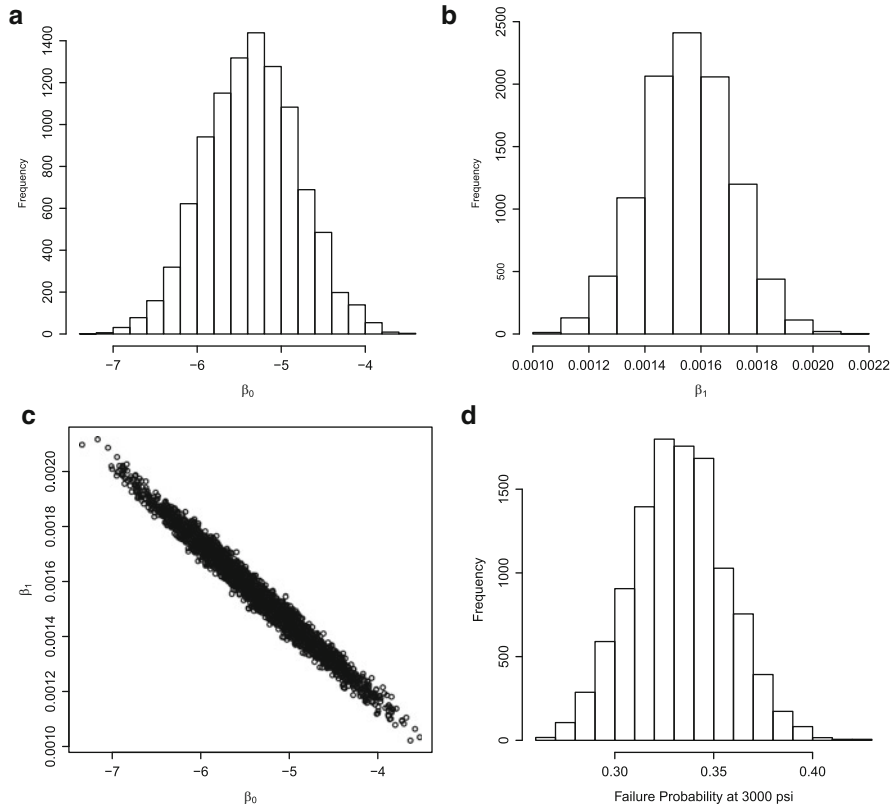 a
1400
1200
1000
800
600
400
200
0
Frequency
−7 −6 −5 −4
β0
b
2500
2000
1500
1000
500
0
Frequency
0.0010 0.0012 0.0014 0.0016 0.0018 0.0020 0.0022
β1
c
0.0020
0.0018
0.0016
0.0014
0.0012
0.0010
β1
−7 −6 −5 −4
β0
d
1500
1000
500
0
Frequency
0.30 0.35 0.40
Failure Probability at 3000 psi